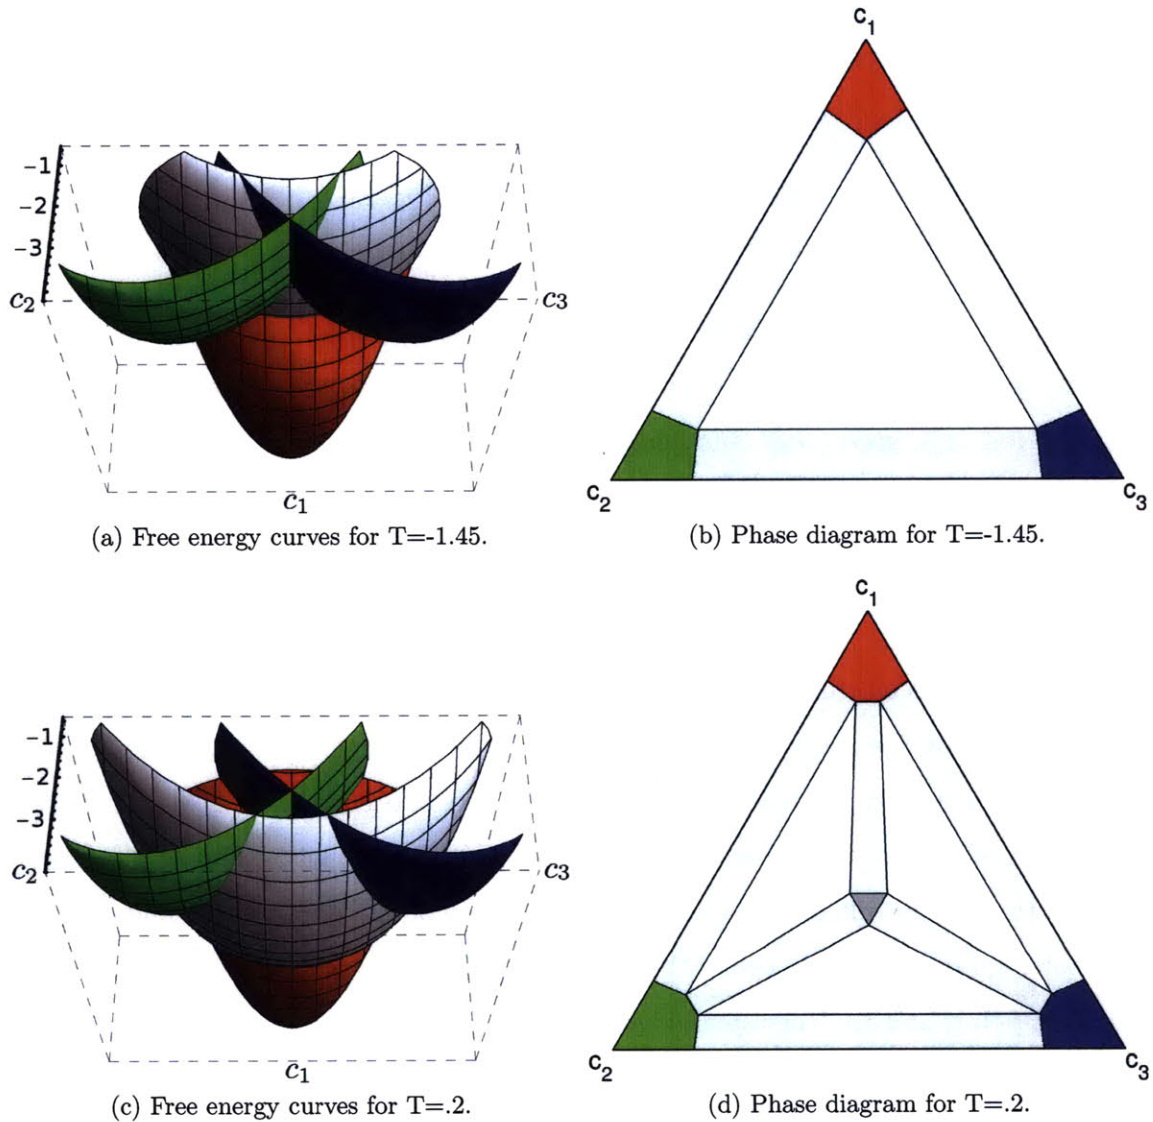 c₁
−1
−2
−3
c₂
c₃
c₁
c₂
c₃
(a) Free energy curves for T=-1.45.
(b) Phase diagram for T=-1.45.
c₁
−1
−2
−3
c₂
c₃
c₁
c₂
c₃
(c) Free energy curves for T=.2.
(d) Phase diagram for T=.2.